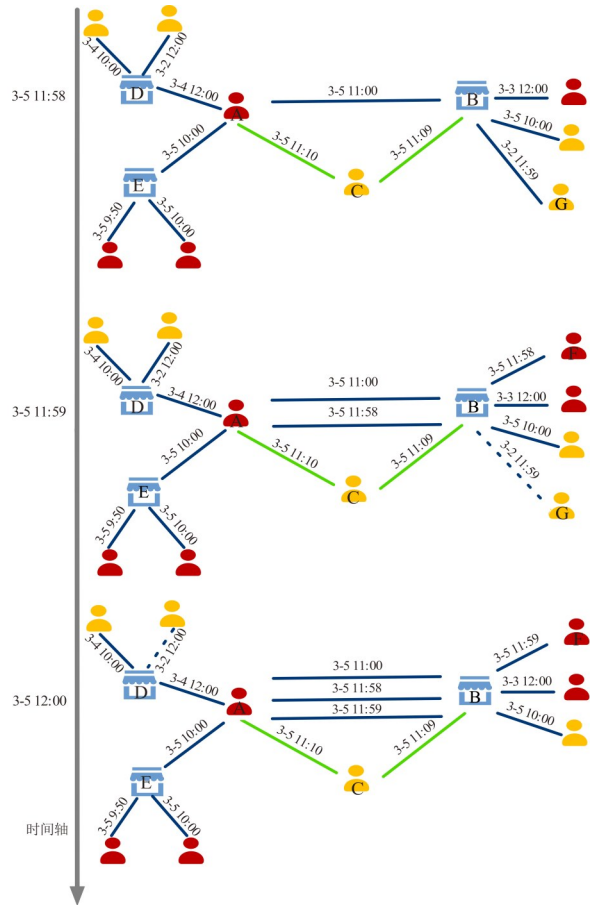 3-5 11:58
3-4 10:00
3-2 12:00
D
3-4 12:00
A
3-5 11:00
B
3-3 12:00
3-5 10:00
3-2 11:59
G
3-5 10:00
3-5 11:10
3-5 11:09
C
E
3-5 9:50
3-5 10:00
3-5 11:59
3-4 10:00
3-2 12:00
D
3-4 12:00
A
3-5 11:00
3-5 11:58
B
3-5 11:58
F
3-3 12:00
3-5 10:00
3-2 11:59
G
3-5 10:00
3-5 11:10
3-5 11:09
C
E
3-5 9:50
3-5 10:00
3-5 12:00
3-4 10:00
3-2 12:00
D
3-4 12:00
A
3-5 11:00
3-5 11:58
3-5 11:59
B
3-5 11:59
F
3-3 12:00
3-5 10:00
3-5 10:00
3-5 11:10
3-5 11:09
C
E
3-5 9:50
3-5 10:00
时间轴